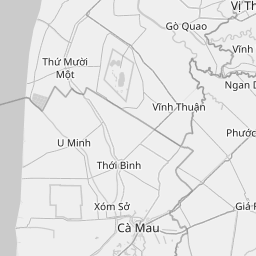 Vị Th
Gò Quao
Vĩnh
Thứ Mười
Một
Ngan D
Vĩnh Thuận
Phước
U Minh
Thới Bình
Xóm Sở
Giá R
Cà Mau